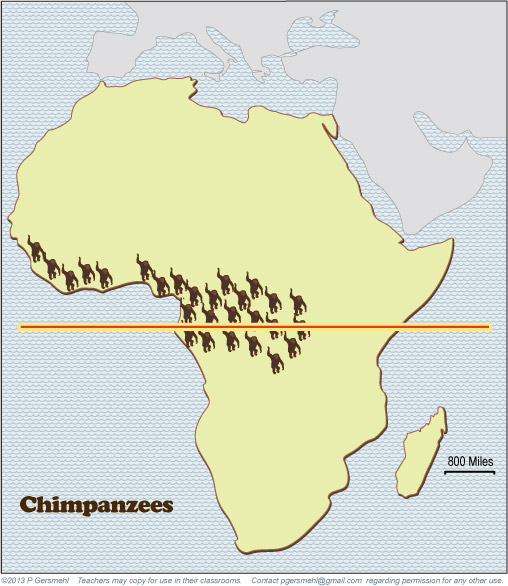 800 Miles
Chimpanzees
©2013 P Gersmehl Teachers may copy for use in their classrooms. Contact pgersmehl@gmail.com regarding permission for any other use.